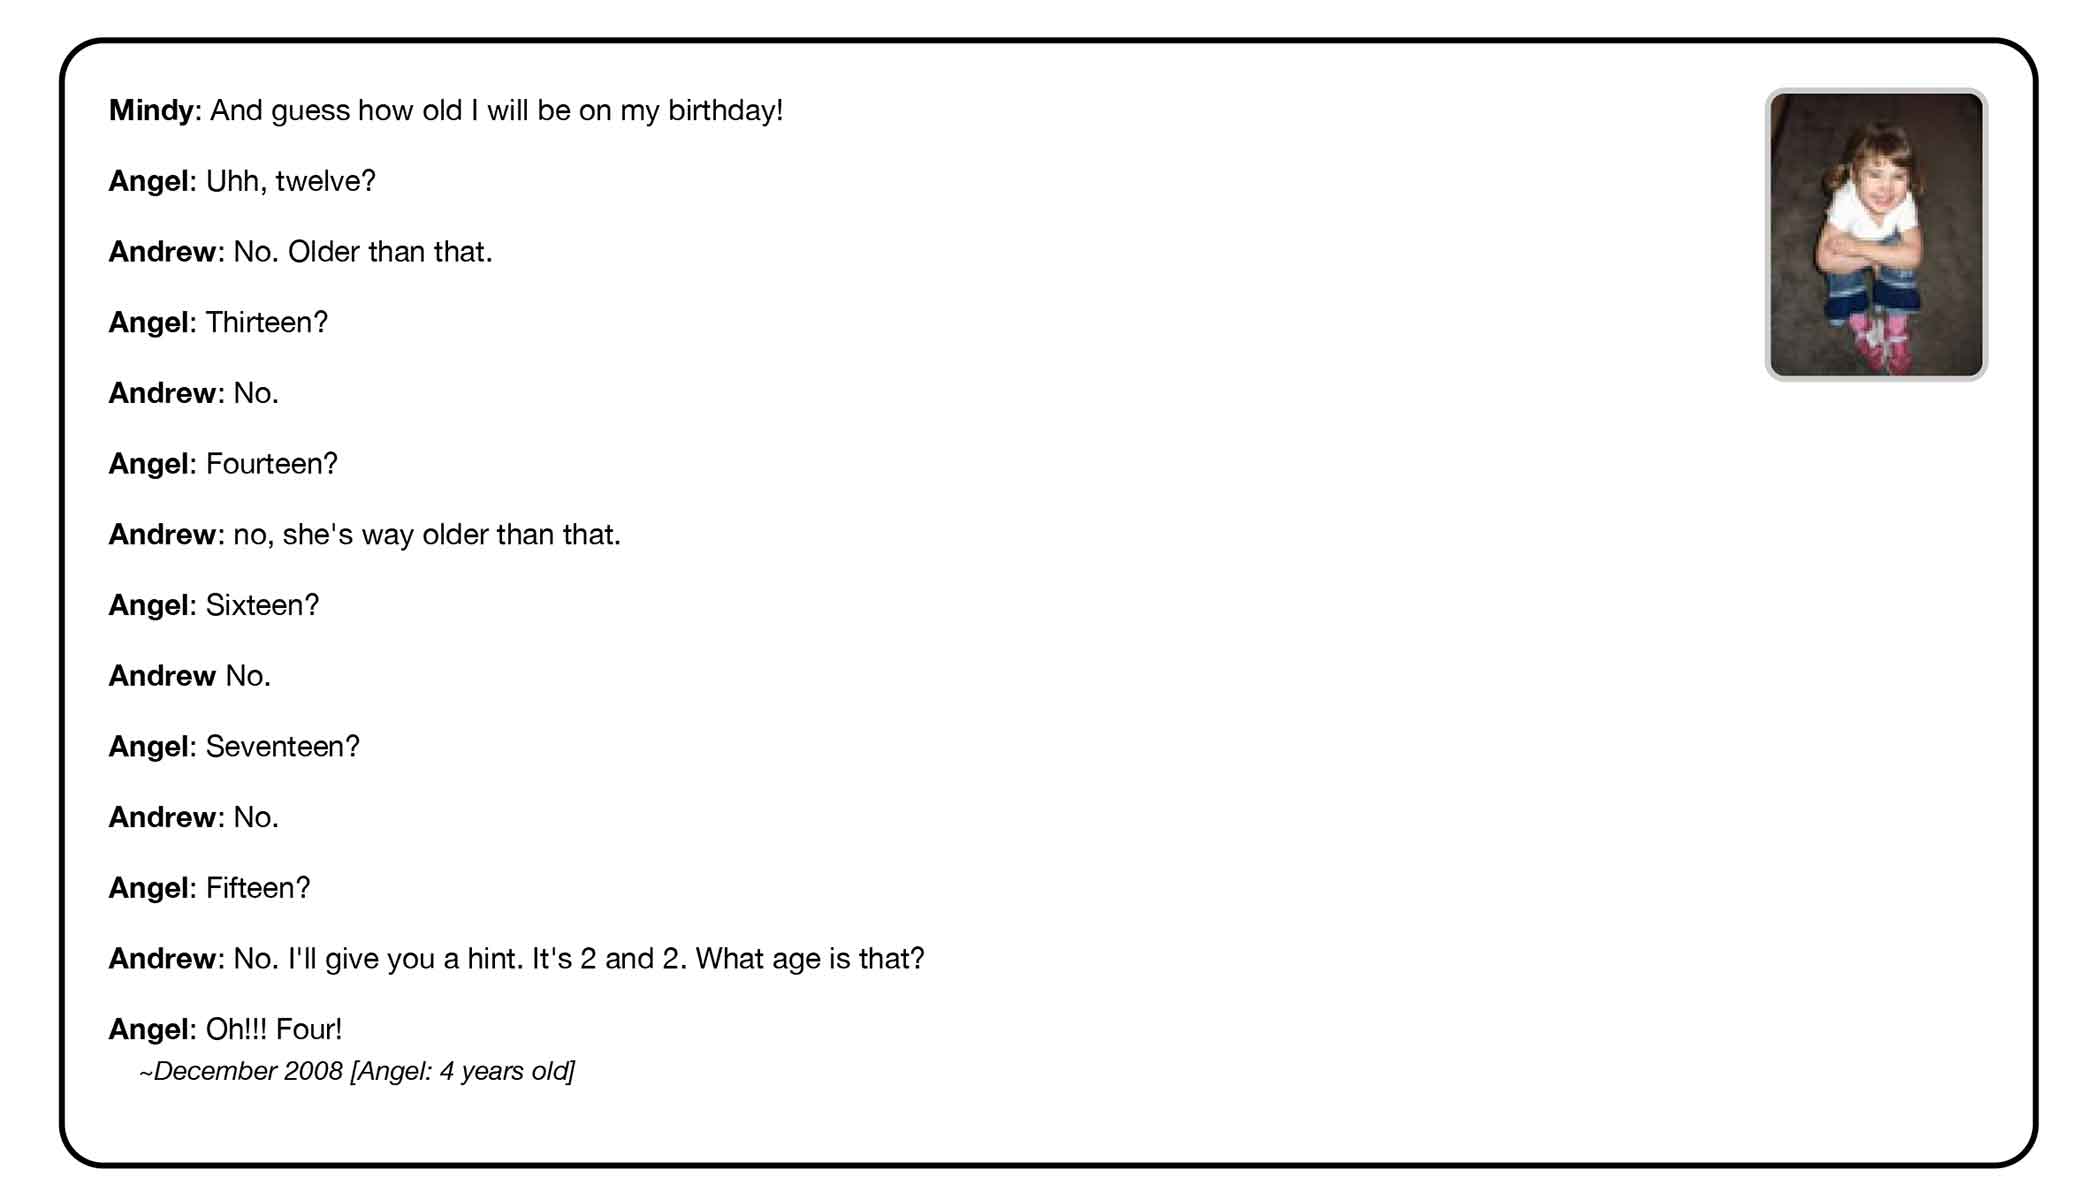 Mindy: And guess how old I will be on my birthday!
Angel: Uhh, twelve?
Andrew: No. Older than that.
Angel: Thirteen?
Andrew: No.
Angel: Fourteen?
Andrew: no, she's way older than that.
Angel: Sixteen?
Andrew No.
Angel: Seventeen?
Andrew: No.
Angel: Fifteen?
Andrew: No. I'll give you a hint. It's 2 and 2. What age is that?
Angel: Oh!!! Four!
~December 2008 [Angel: 4 years old]